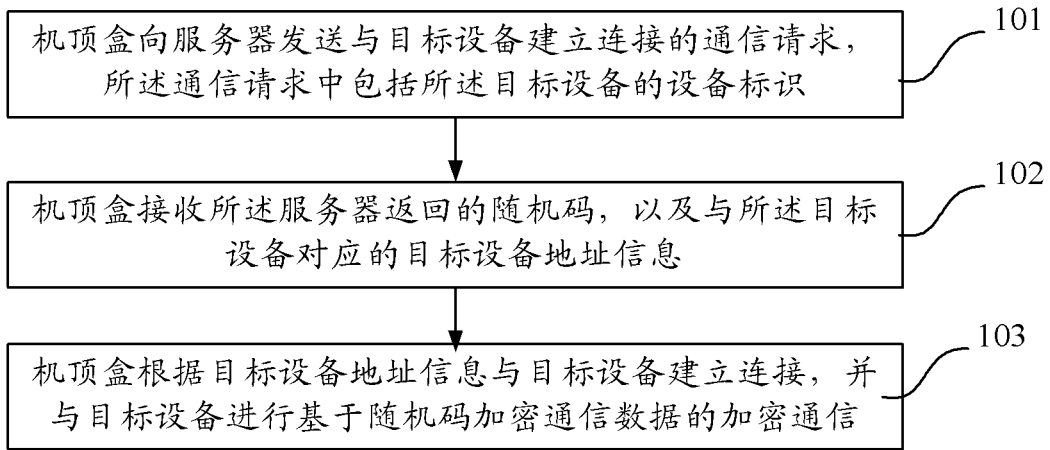 机顶盒向服务器发送与目标设备建立连接的通信请求，
所述通信请求中包括所述目标设备的设备标识
101
机顶盒接收所述服务器返回的随机码，以及与所述目标
设备对应的目标设备地址信息
102
机顶盒根据目标设备地址信息与目标设备建立连接，并
与目标设备进行基于随机码加密通信数据的加密通信
103